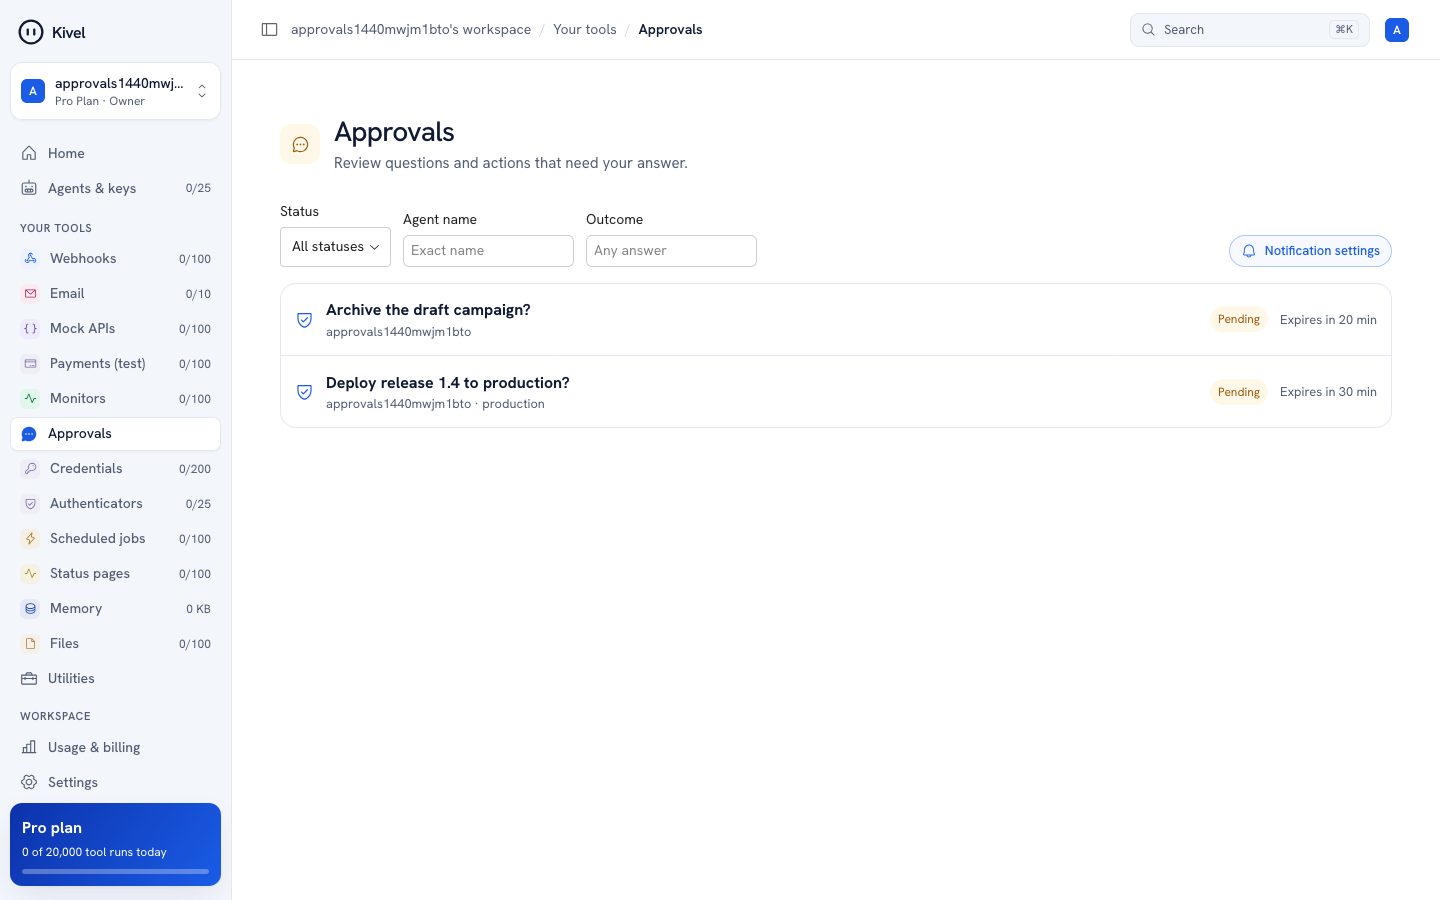 Kivel
approvals1440mwjm1bto's workspace / Your tools / Approvals
Search
⌘K
A
A
approvals1440mwj...
Pro Plan · Owner
Home
Agents & keys 0/25
YOUR TOOLS
Webhooks 0/100
Email 0/10
Mock APIs 0/100
Payments (test) 0/100
Monitors 0/100
Approvals
Credentials 0/200
Authenticators 0/25
Scheduled jobs 0/100
Status pages 0/100
Memory 0 KB
Files 0/100
Utilities
WORKSPACE
Usage & billing
Settings
Pro plan
0 of 20,000 tool runs today
Approvals
Review questions and actions that need your answer.
Status
All statuses
Agent name
Exact name
Outcome
Any answer
Notification settings
Archive the draft campaign?
approvals1440mwjm1bto
Pending
Expires in 20 min
Deploy release 1.4 to production?
approvals1440mwjm1bto · production
Pending
Expires in 30 min